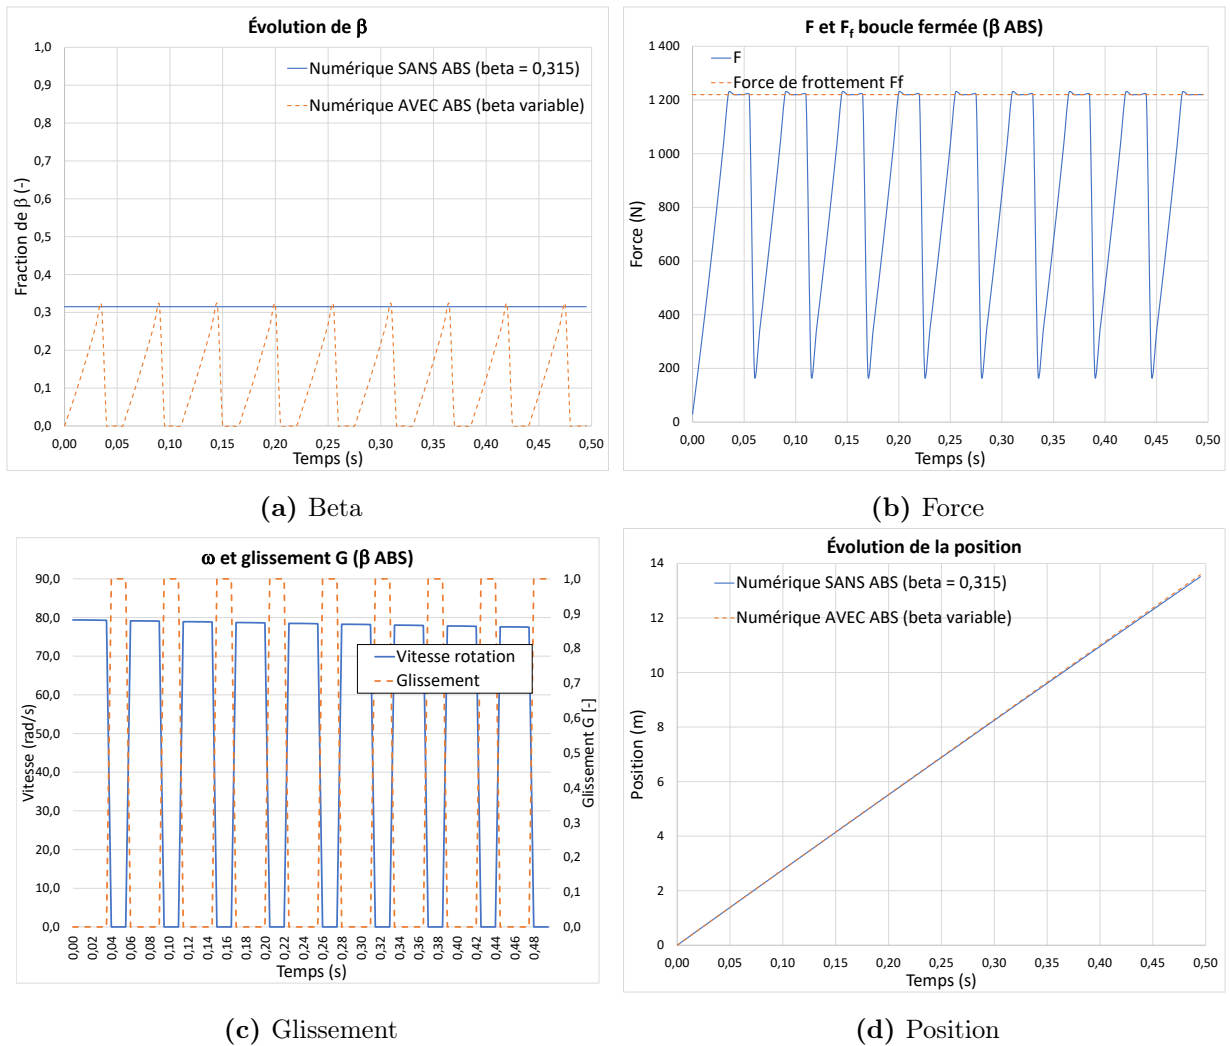 Évolution de β
1,0
0,9
0,8
0,7
0,6
0,5
0,4
0,3
0,2
0,1
0,0
Fraction de β (-)
Numérique SANS ABS (beta = 0,315)
Numérique AVEC ABS (beta variable)
0,00 0,05 0,10 0,15 0,20 0,25 0,30 0,35 0,40 0,45 0,50
Temps (s)
(a) Beta
F et Ff boucle fermée (β ABS)
1 400
1 200
1 000
800
600
400
200
0
Force (N)
F
Force de frottement Ff
0,00 0,05 0,10 0,15 0,20 0,25 0,30 0,35 0,40 0,45 0,50
Temps (s)
(b) Force
ω et glissement G (β ABS)
90,0
80,0
70,0
60,0
50,0
40,0
30,0
20,0
10,0
0,0
Vitesse (rad/s)
Vitesse rotation
Glissement
1,0
0,9
0,8
0,7
0,6
0,5
0,4
0,3
0,2
0,1
0,0
Glissement G [-]
0,00 0,02 0,04 0,06 0,08 0,10 0,12 0,14 0,16 0,18 0,20 0,22 0,24 0,26 0,28 0,30 0,32 0,34 0,36 0,38 0,40 0,42 0,44 0,46 0,48
Temps (s)
(c) Glissement
Évolution de la position
14
12
10
8
6
4
2
0
Position (m)
Numérique SANS ABS (beta = 0,315)
Numérique AVEC ABS (beta variable)
0,00 0,05 0,10 0,15 0,20 0,25 0,30 0,35 0,40 0,45 0,50
Temps (s)
(d) Position